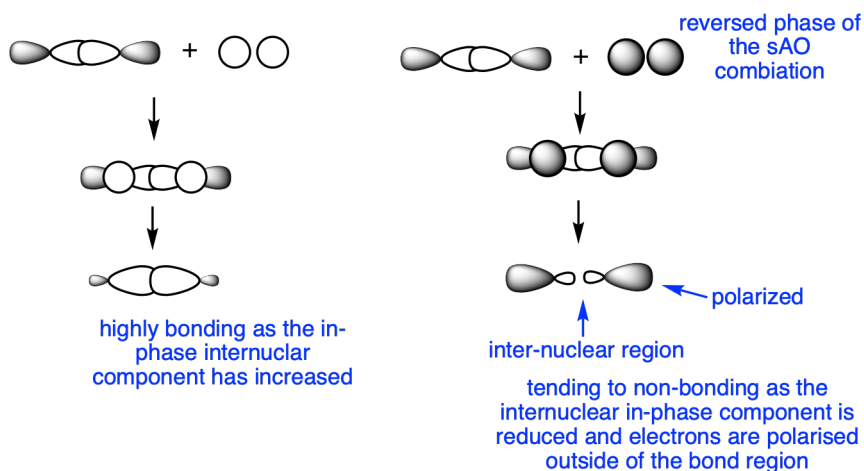 +
+
reversed phase of
the sAO
combiation
highly bonding as the in-
phase internuclar
component has increased
polarized
inter-nuclear region
tending to non-bonding as the
internuclear in-phase component is
reduced and electrons are polarised
outside of the bond region